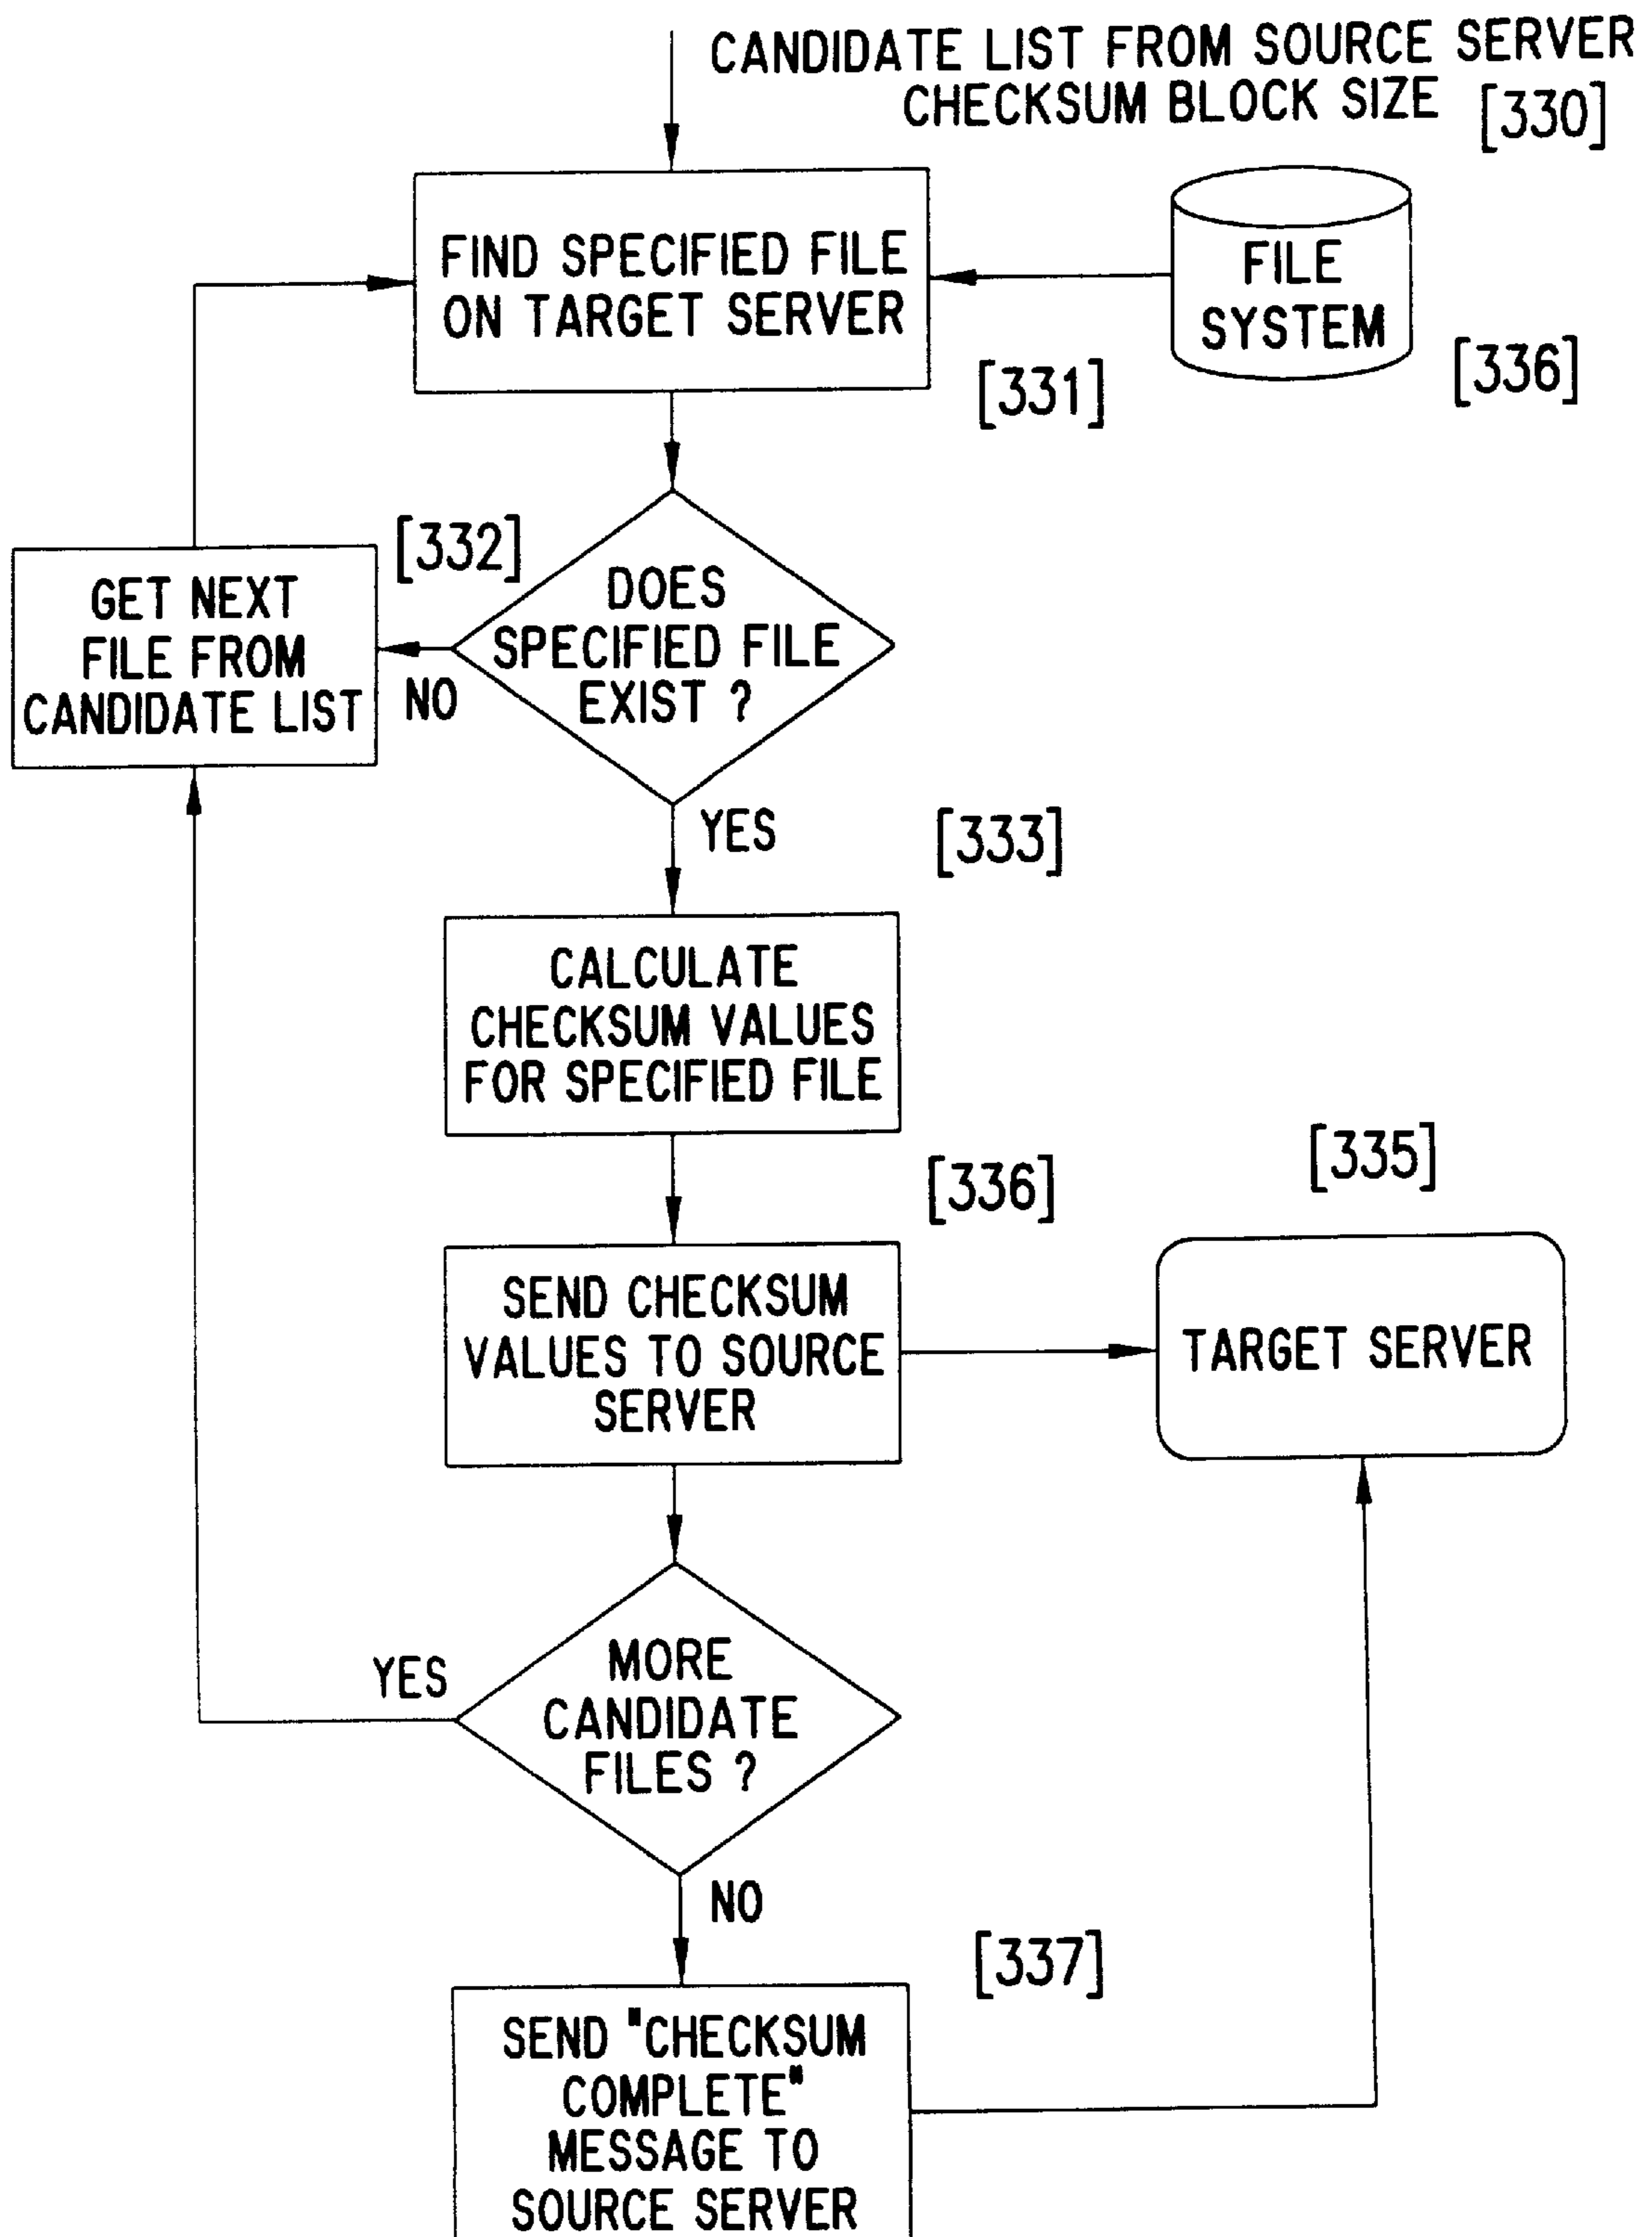 CANDIDATE LIST FROM SOURCE SERVER
CHECKSUM BLOCK SIZE [330]
FIND SPECIFIED FILE
ON TARGET SERVER
[331]
FILE
SYSTEM
[336]
GET NEXT
FILE FROM
CANDIDATE LIST
[332]
DOES
SPECIFIED FILE
EXIST ?
NO
YES
[333]
CALCULATE
CHECKSUM VALUES
FOR SPECIFIED FILE
[336]
[335]
SEND CHECKSUM
VALUES TO SOURCE
SERVER
TARGET SERVER
YES
MORE
CANDIDATE
FILES ?
NO
[337]
SEND "CHECKSUM
COMPLETE"
MESSAGE TO
SOURCE SERVER